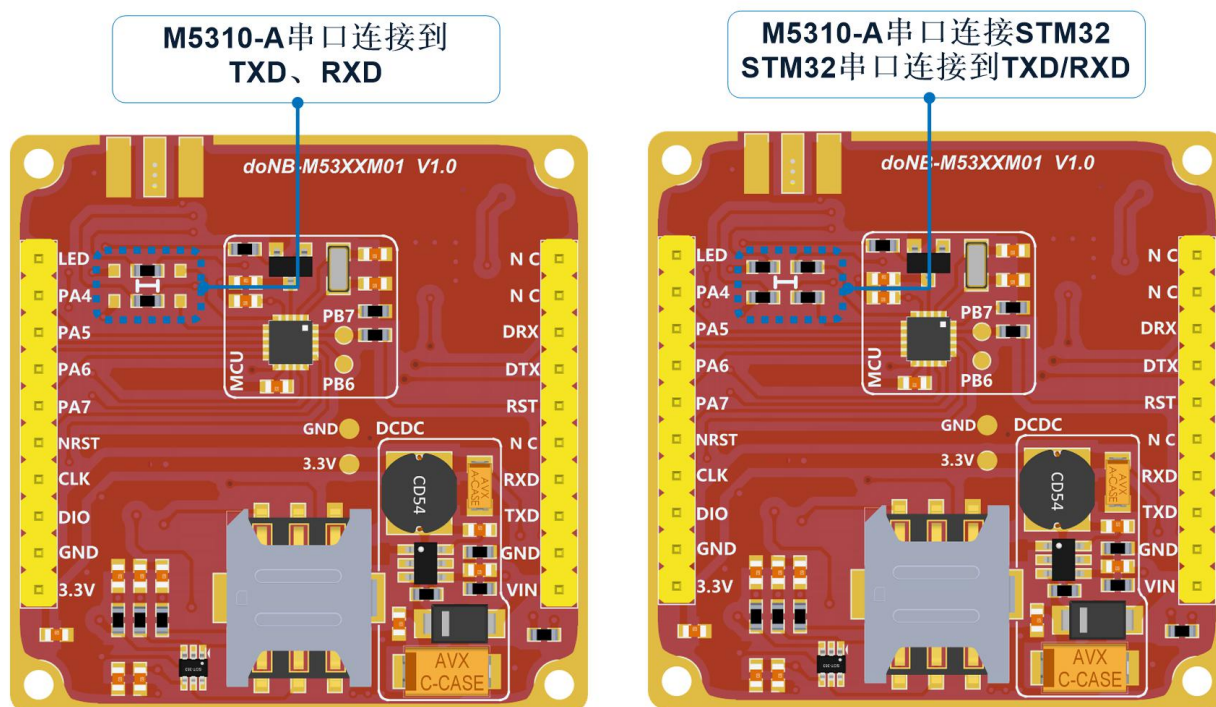 M5310-A串口连接到
TXD、RXD
doNB-M53XXM01 V1.0
LED
PA4
PA5
PA6
PA7
NRST
CLK
DIO
GND
3.3V
MCU
PB7
PB6
GND
3.3V
DCDC
CD54
AVX
A-CASE
AVX
C-CASE
N C
N C
DRX
DTX
RST
N C
RXD
TXD
GND
VIN
M5310-A串口连接STM32
STM32串口连接到TXD/RXD
doNB-M53XXM01 V1.0
LED
PA4
PA5
PA6
PA7
NRST
CLK
DIO
GND
3.3V
MCU
PB7
PB6
GND
3.3V
DCDC
CD54
AVX
A-CASE
AVX
C-CASE
N C
N C
DRX
DTX
RST
N C
RXD
TXD
GND
VIN